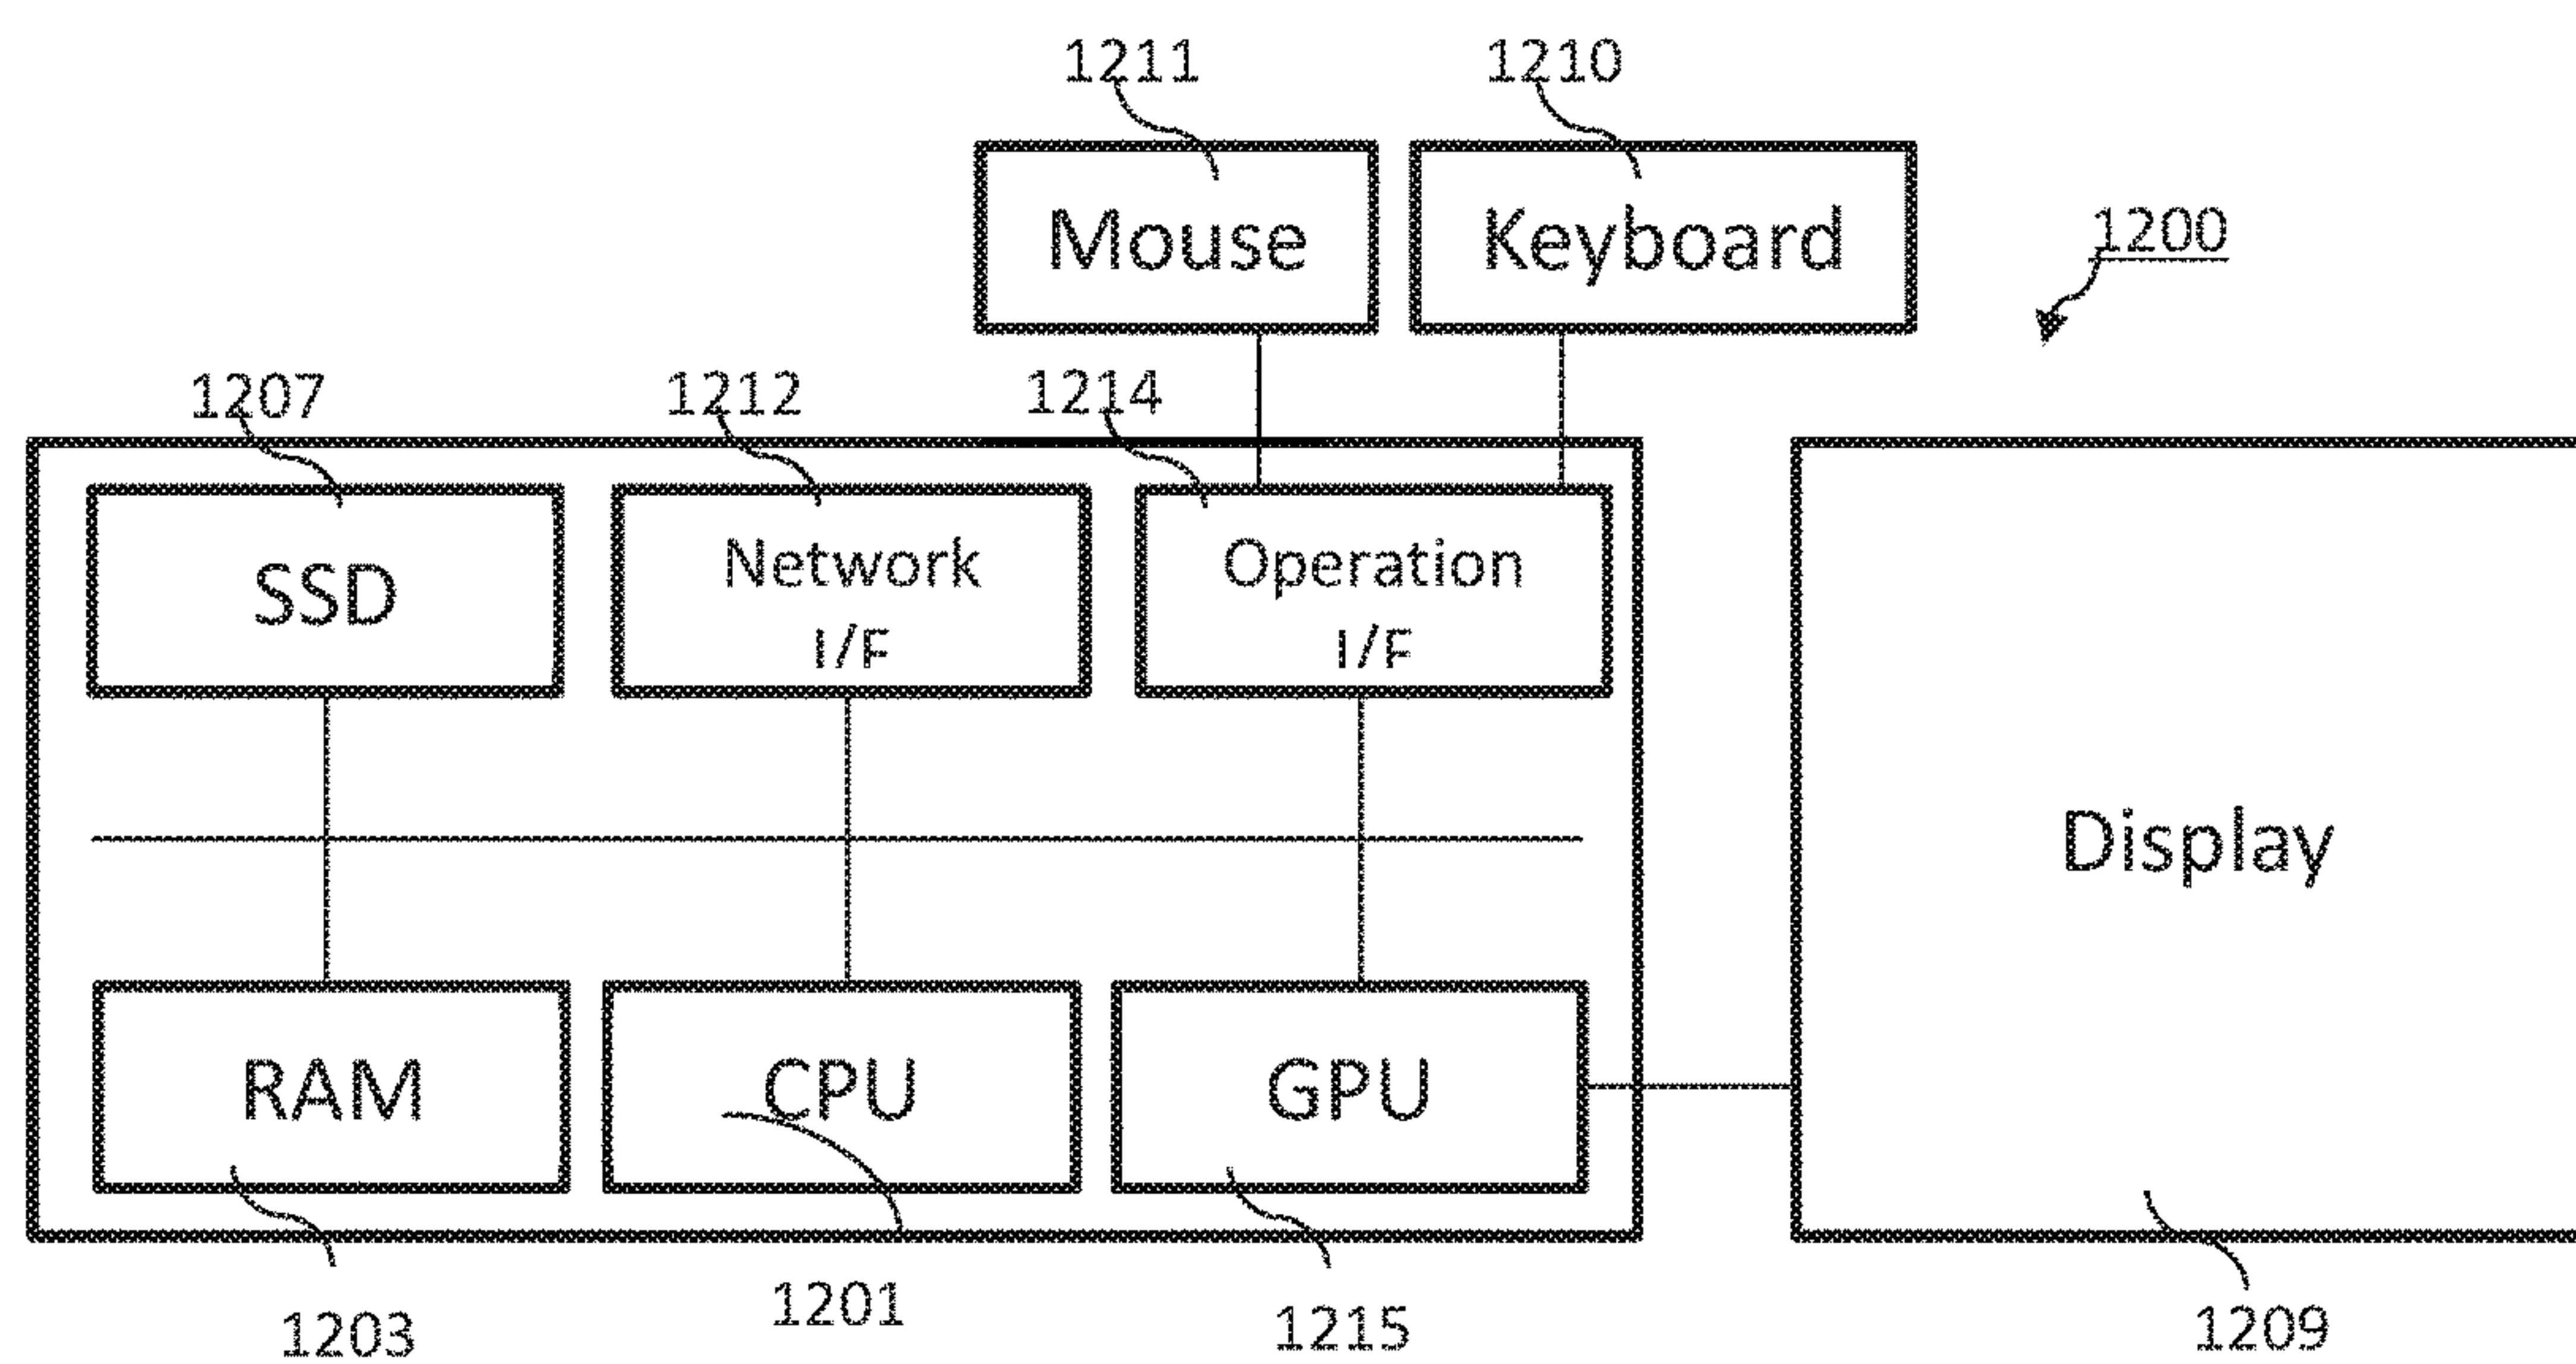 1211
1210
Mouse
Keyboard
1200
1207
1212
1214
SSD
Network
I/F
Operation
I/F
Display
RAM
CPU
GPU
1203
1201
1215
1209